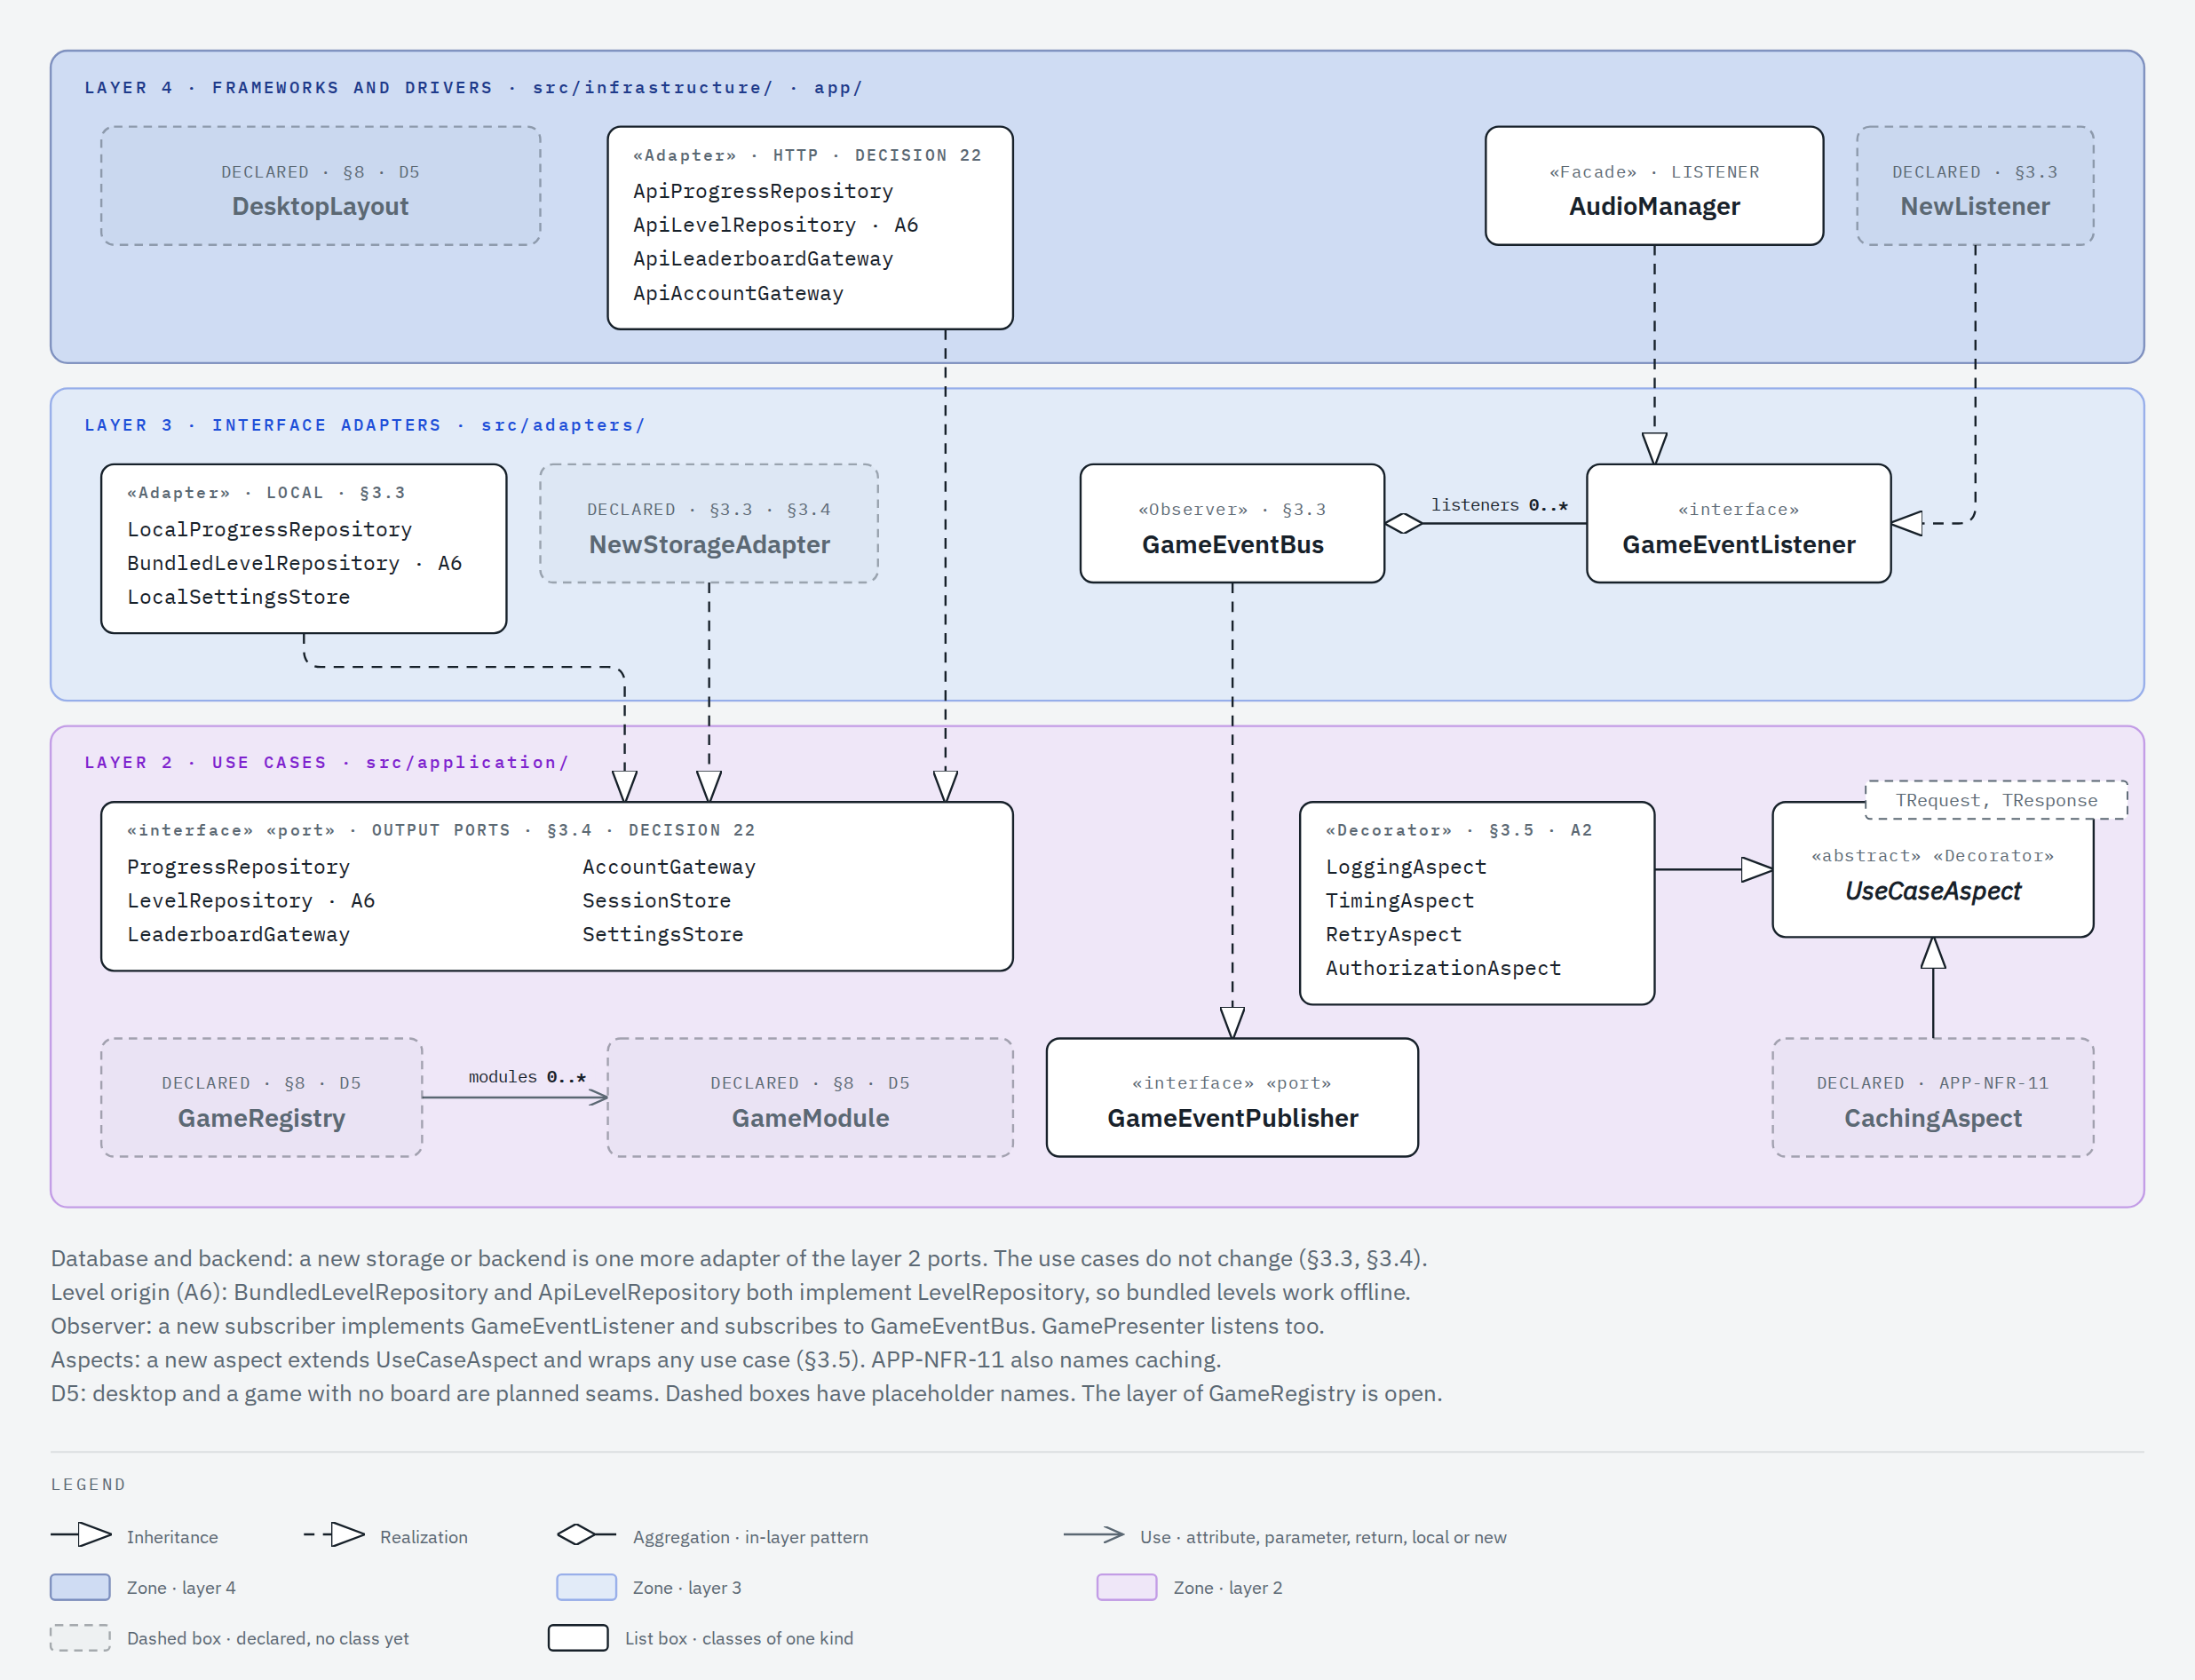 LAYER 4 · FRAMEWORKS AND DRIVERS · src/infrastructure/ · app/
DECLARED · §8 · D5
DesktopLayout
«Adapter» · HTTP · DECISION 22
ApiProgressRepository
ApiLevelRepository · A6
ApiLeaderboardGateway
ApiAccountGateway
«Facade» · LISTENER
AudioManager
DECLARED · §3.3
NewListener
LAYER 3 · INTERFACE ADAPTERS · src/adapters/
«Adapter» · LOCAL · §3.3
LocalProgressRepository
BundledLevelRepository · A6
LocalSettingsStore
DECLARED · §3.3 · §3.4
NewStorageAdapter
«Observer» · §3.3
GameEventBus
listeners 0..*
«interface»
GameEventListener
LAYER 2 · USE CASES · src/application/
«interface» «port» · OUTPUT PORTS · §3.4 · DECISION 22
ProgressRepository
LevelRepository · A6
LeaderboardGateway
AccountGateway
SessionStore
SettingsStore
«Decorator» · §3.5 · A2
LoggingAspect
TimingAspect
RetryAspect
AuthorizationAspect
TRequest, TResponse
«abstract» «Decorator»
UseCaseAspect
DECLARED · §8 · D5
GameRegistry
modules 0..*
DECLARED · §8 · D5
GameModule
«interface» «port»
GameEventPublisher
DECLARED · APP-NFR-11
CachingAspect
Database and backend: a new storage or backend is one more adapter of the layer 2 ports. The use cases do not change (§3.3, §3.4).
Level origin (A6): BundledLevelRepository and ApiLevelRepository both implement LevelRepository, so bundled levels work offline.
Observer: a new subscriber implements GameEventListener and subscribes to GameEventBus. GamePresenter listens too.
Aspects: a new aspect extends UseCaseAspect and wraps any use case (§3.5). APP-NFR-11 also names caching.
D5: desktop and a game with no board are planned seams. Dashed boxes have placeholder names. The layer of GameRegistry is open.
LEGEND
Inheritance
Realization
Aggregation · in-layer pattern
Use · attribute, parameter, return, local or new
Zone · layer 4
Zone · layer 3
Zone · layer 2
Dashed box · declared, no class yet
List box · classes of one kind